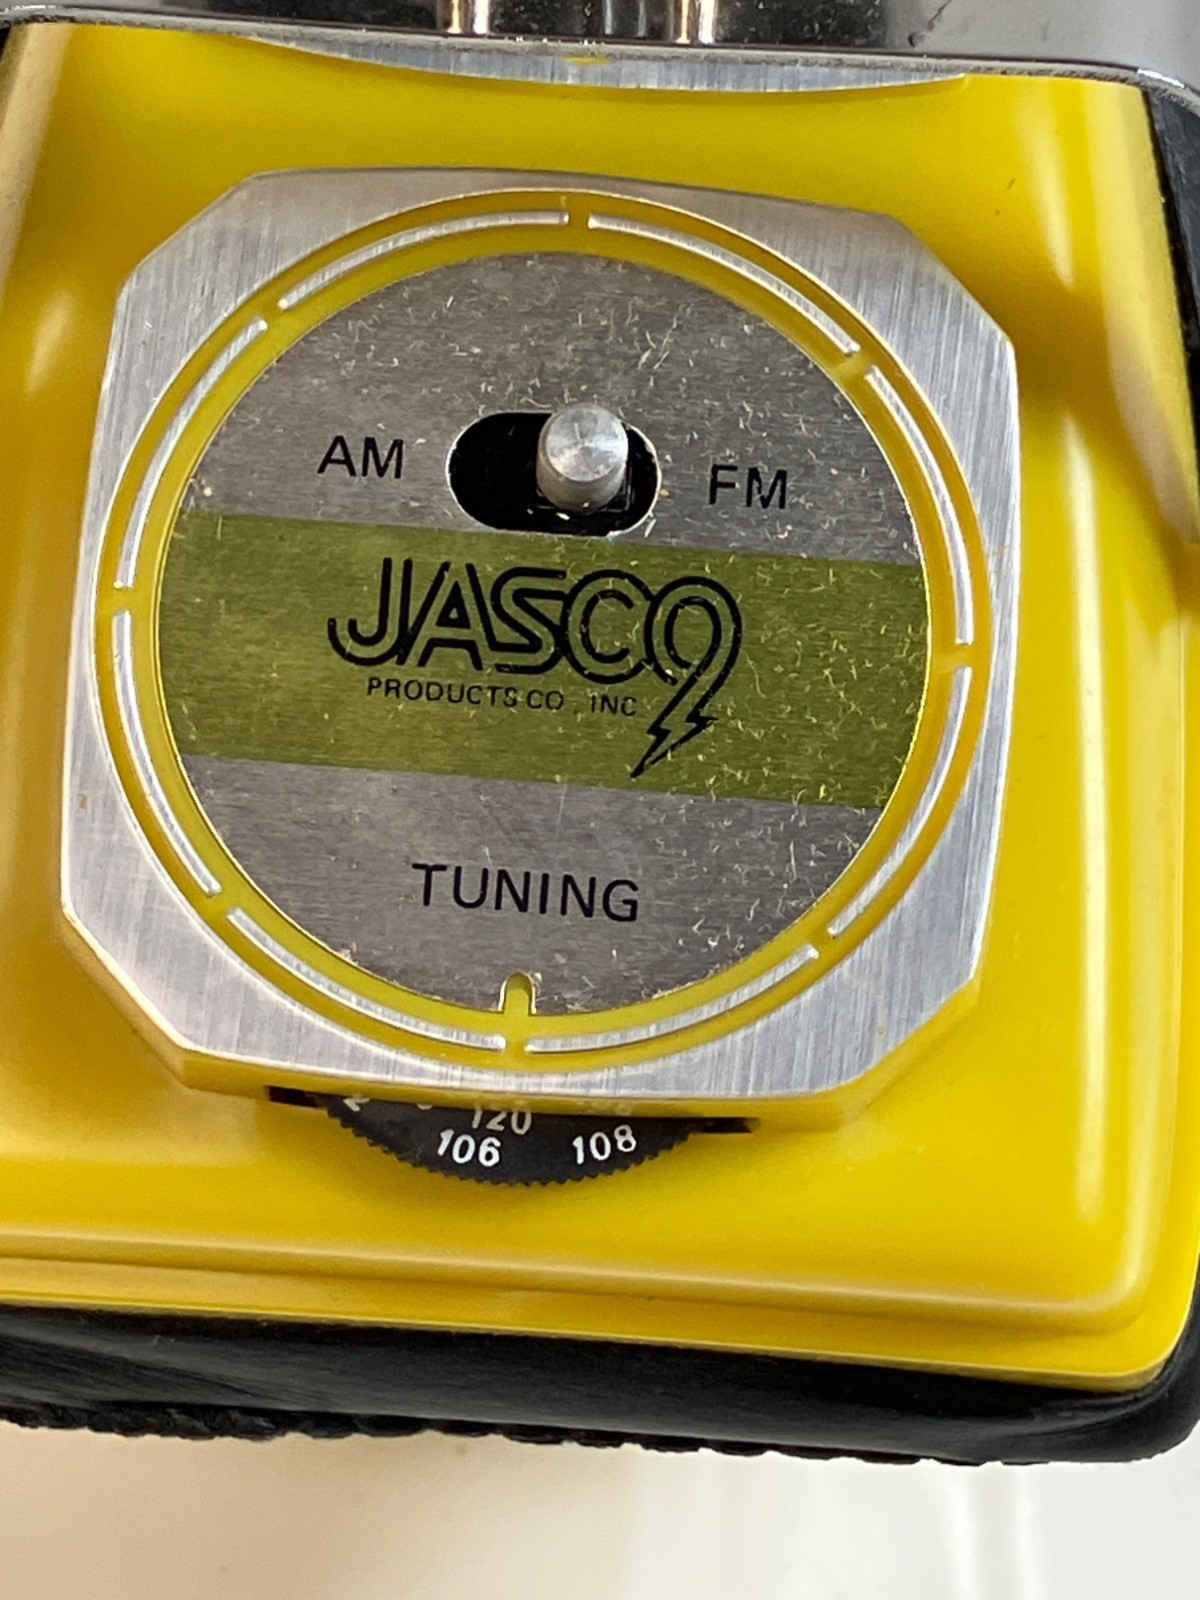 AM FM
JASCO
PRODUCTS CO., INC
TUNING
120
106 108